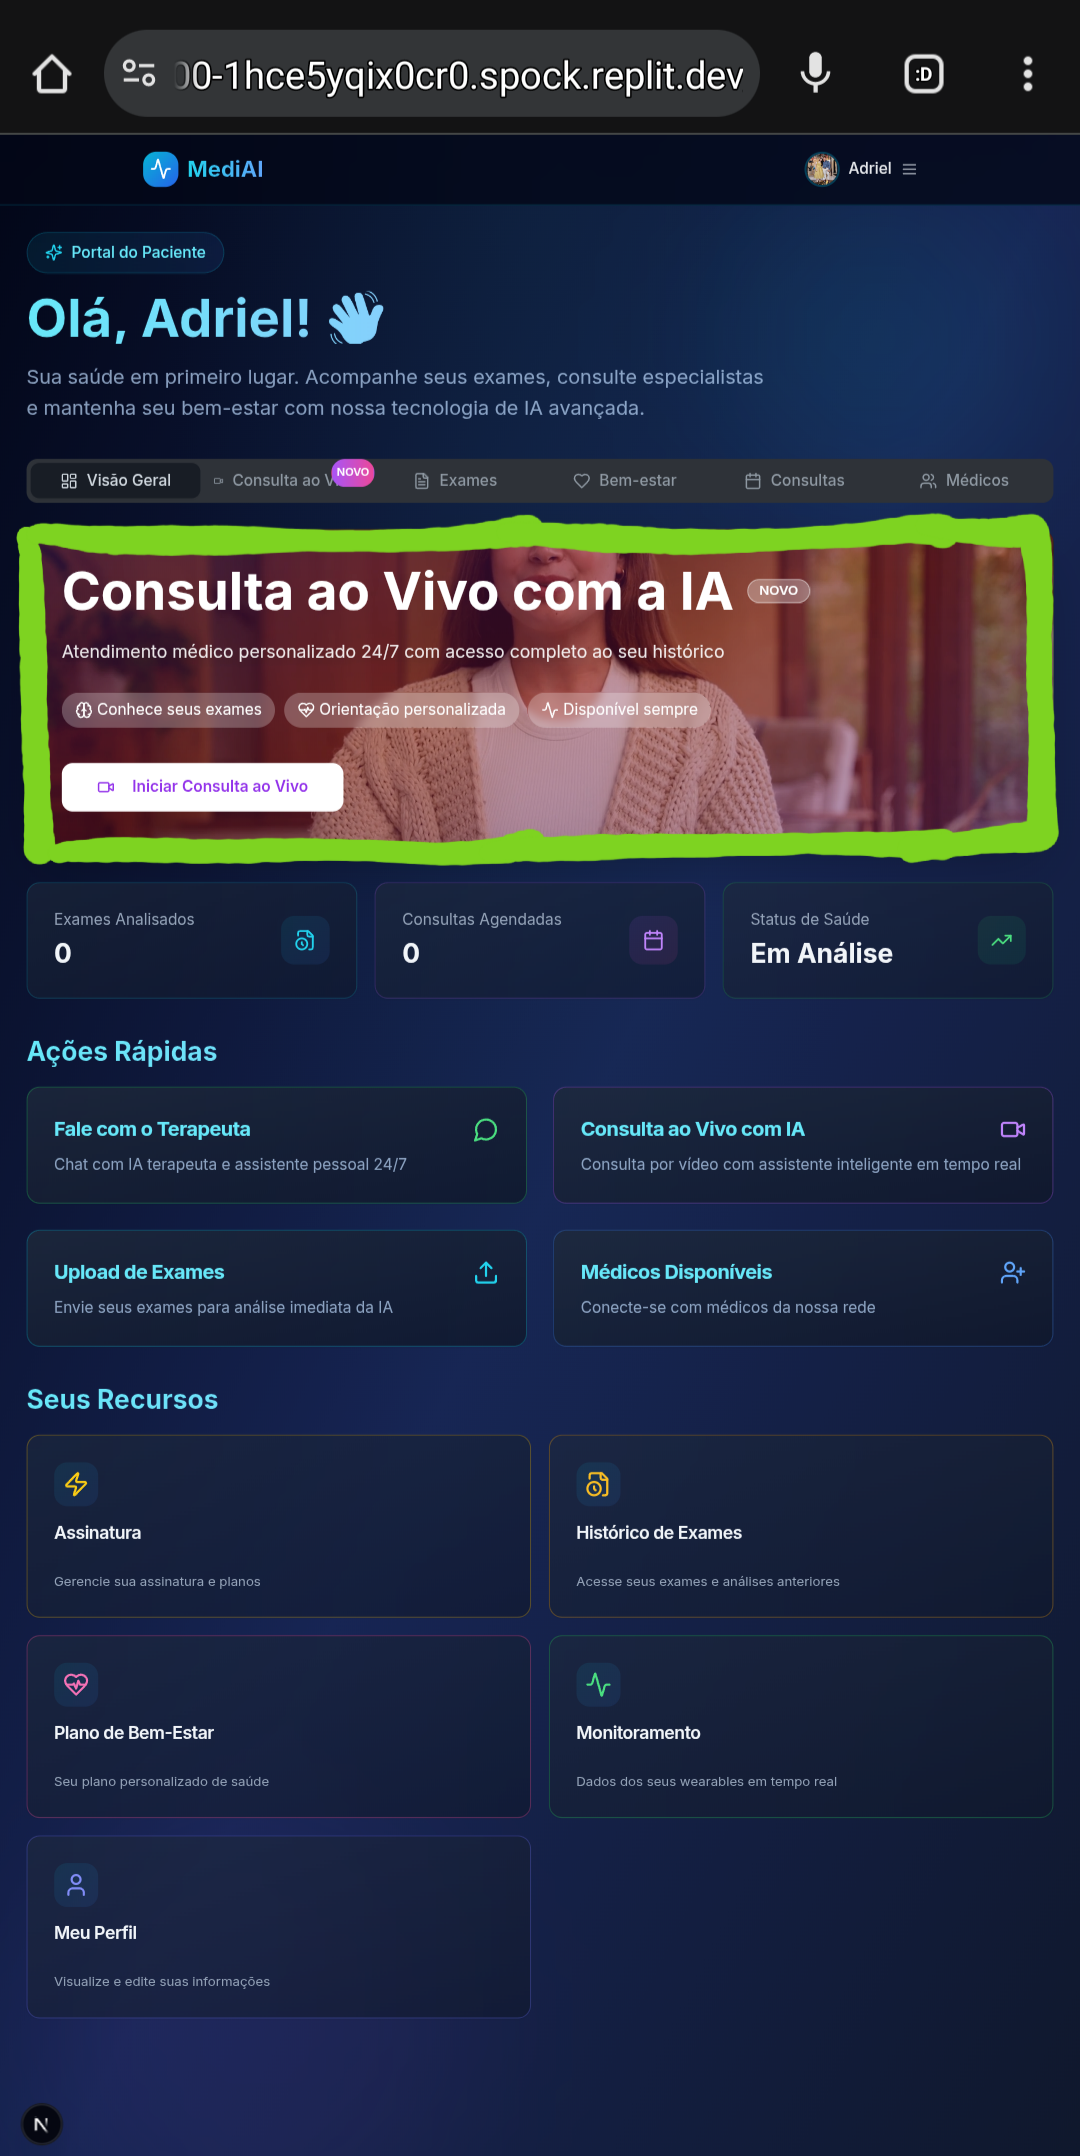 00-1hce5yqix0cr0.spock.replit.dev
:D
MediAI
Adriel
Portal do Paciente
Olá, Adriel! 👋
Sua saúde em primeiro lugar. Acompanhe seus exames, consulte especialistas
e mantenha seu bem-estar com nossa tecnologia de IA avançada.
Visão Geral
Consulta ao V
NOVO
Exames
Bem-estar
Consultas
Médicos
Consulta ao Vivo com a IA NOVO
Atendimento médico personalizado 24/7 com acesso completo ao seu histórico
Conhece seus exames
Orientação personalizada
Disponível sempre
Iniciar Consulta ao Vivo
Exames Analisados
0
Consultas Agendadas
0
Status de Saúde
Em Análise
Ações Rápidas
Fale com o Terapeuta
Chat com IA terapeuta e assistente pessoal 24/7
Consulta ao Vivo com IA
Consulta por vídeo com assistente inteligente em tempo real
Upload de Exames
Envie seus exames para análise imediata da IA
Médicos Disponíveis
Conecte-se com médicos da nossa rede
Seus Recursos
Assinatura
Gerencie sua assinatura e planos
Histórico de Exames
Acesse seus exames e análises anteriores
Plano de Bem-Estar
Seu plano personalizado de saúde
Monitoramento
Dados dos seus wearables em tempo real
Meu Perfil
Visualize e edite suas informações
N